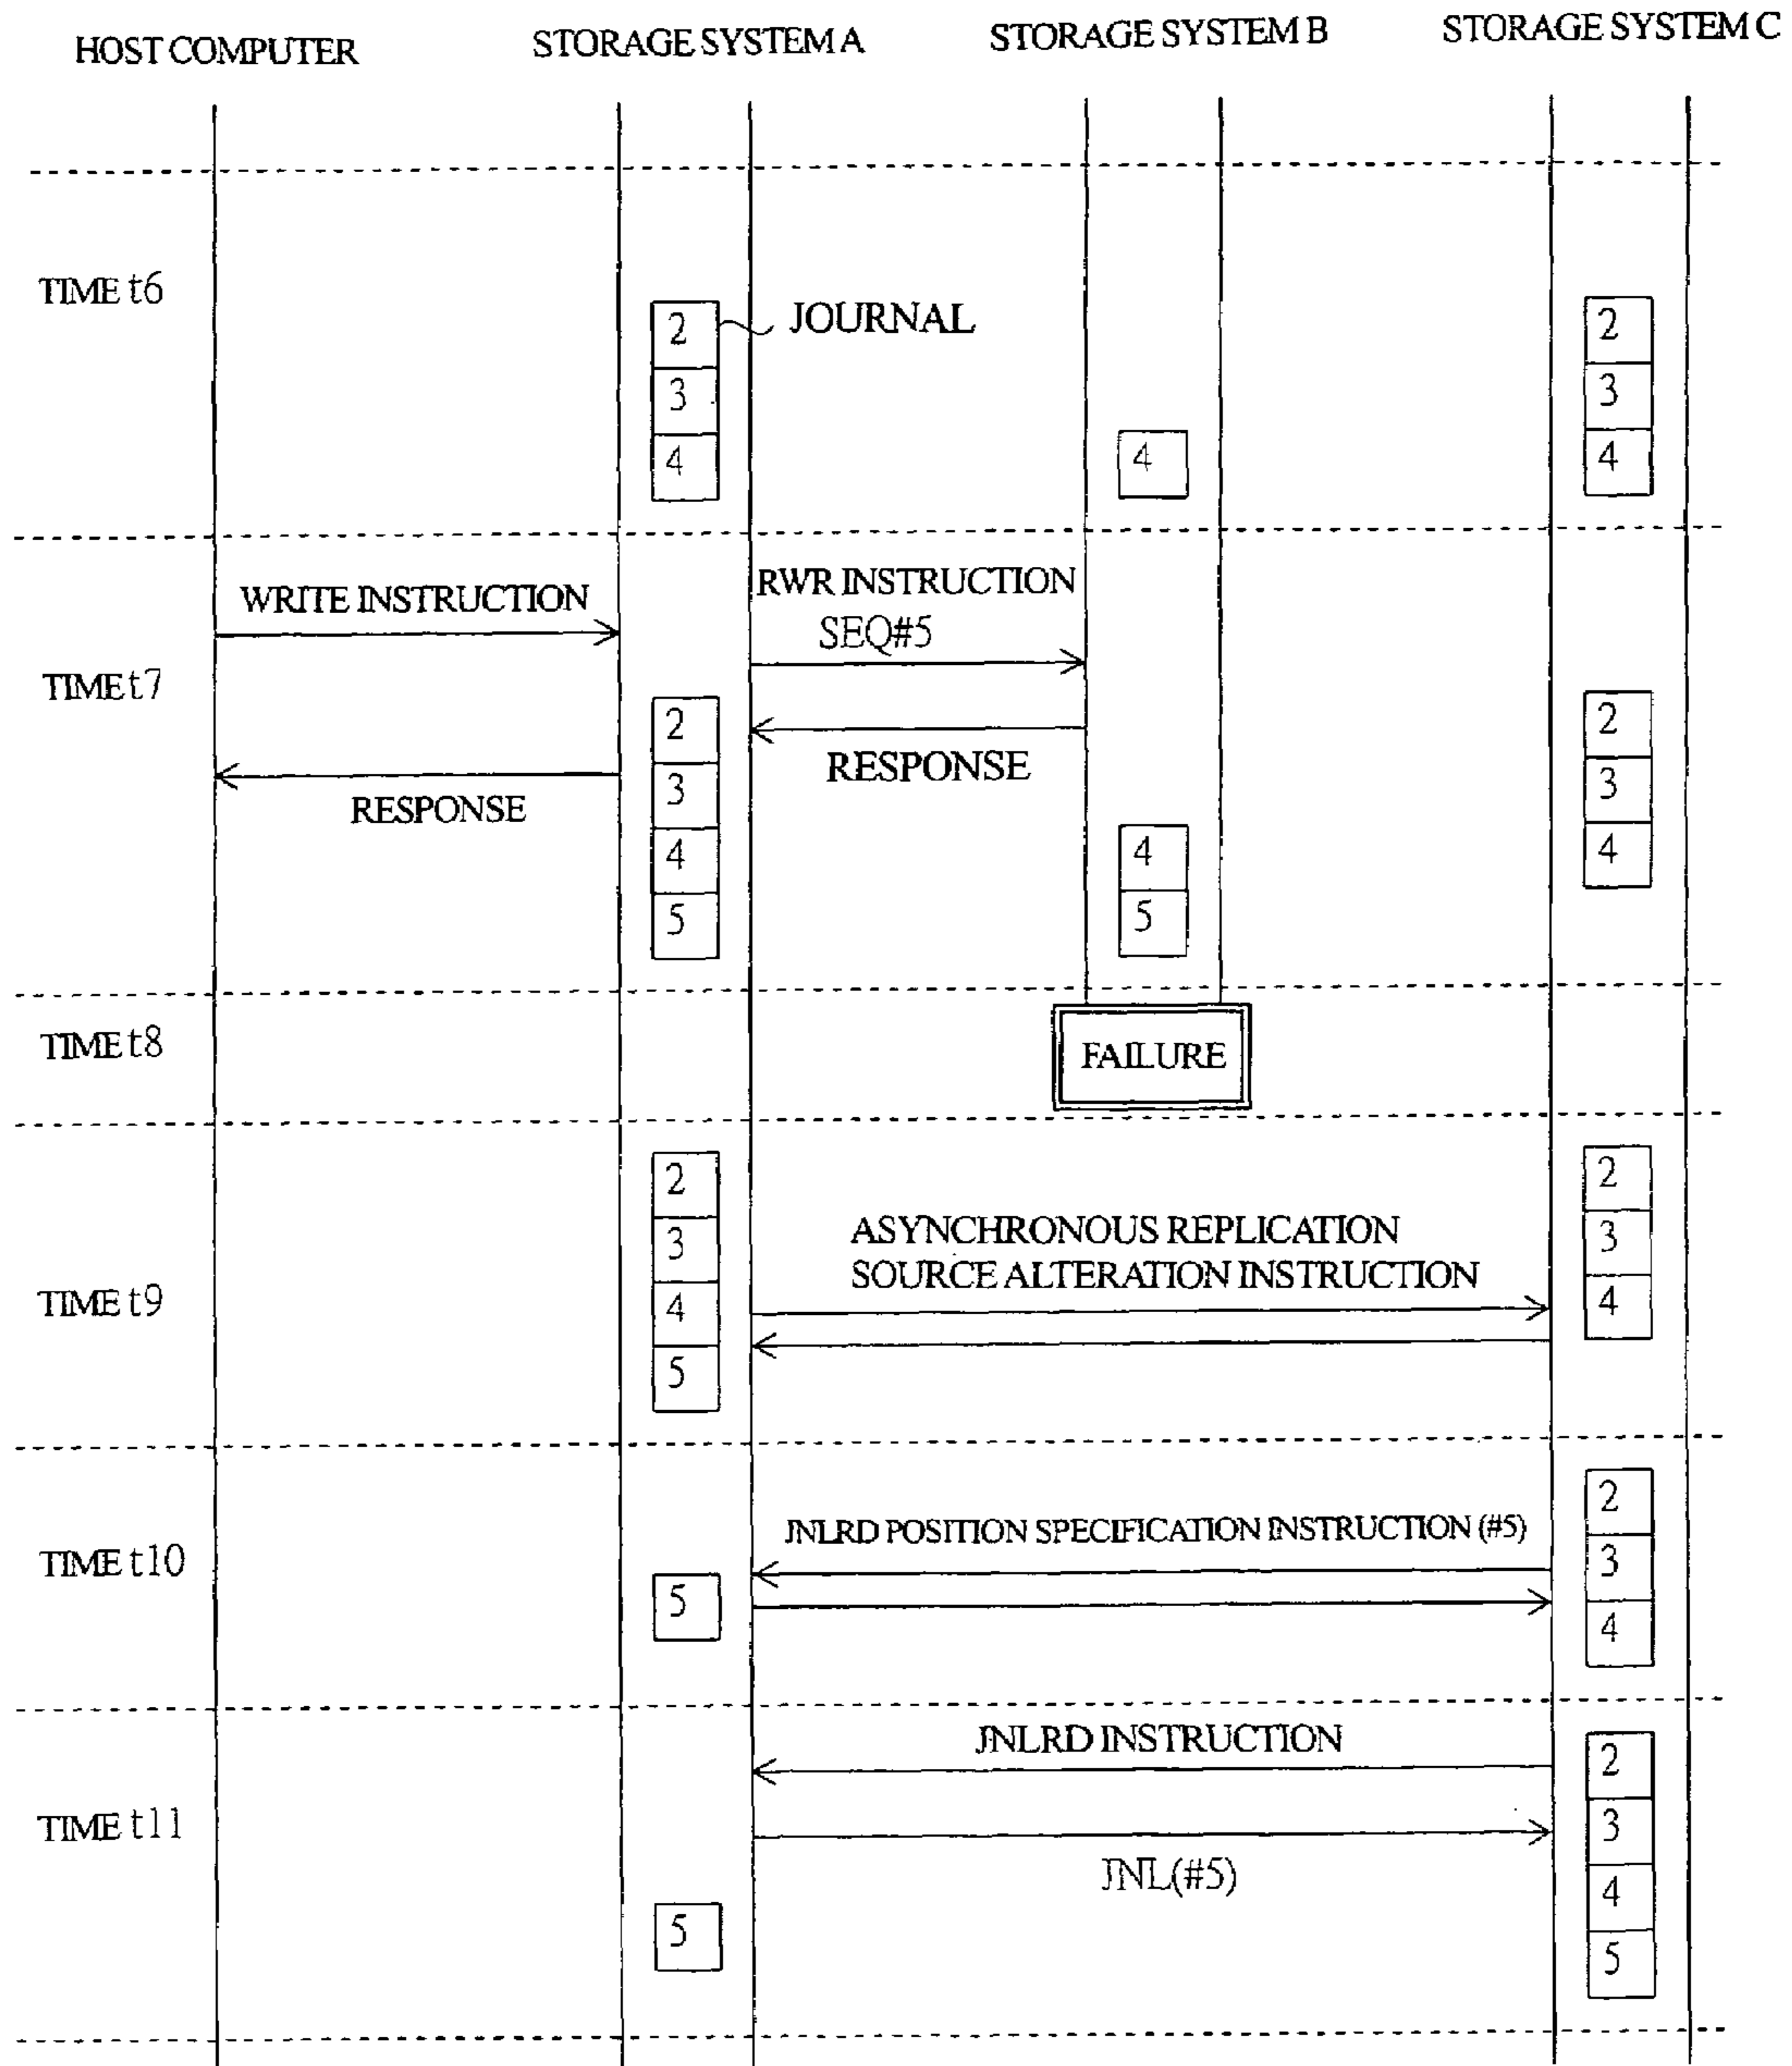 HOST COMPUTER
STORAGE SYSTEM A
STORAGE SYSTEM B
STORAGE SYSTEM C
TIME t6
2
3
4
JOURNAL
4
2
3
4
TIME t7
WRITE INSTRUCTION
RWR INSTRUCTION
SEQ#5
RESPONSE
RESPONSE
2
3
4
5
4
5
2
3
4
TIME t8
FAILURE
TIME t9
2
3
4
5
ASYNCHRONOUS REPLICATION
SOURCE ALTERATION INSTRUCTION
2
3
4
TIME t10
JNLRD POSITION SPECIFICATION INSTRUCTION (#5)
5
2
3
4
TIME t11
JNLRD INSTRUCTION
JNL(#5)
5
2
3
4
5